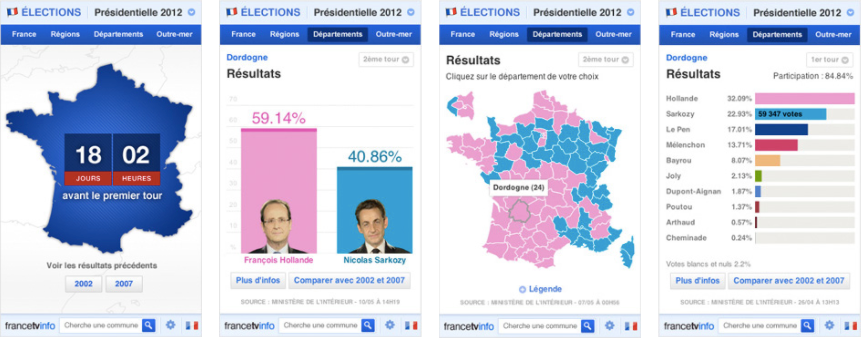 ÉLECTIONS Présidentielle 2012
France Régions Départements Outre-mer
18 02
JOURS HEURES
avant le premier tour
Voir les résultats précédents
2002 2007
francetvinfo Cherche une commune
ÉLECTIONS Présidentielle 2012
France Régions Départements Outre-mer
Dordogne
2ème tour
Résultats
70
60
50
40
30
20
10
%
59.14%
40.86%
François Hollande Nicolas Sarkozy
Plus d'infos Comparer avec 2002 et 2007
SOURCE : MINISTÈRE DE L'INTÉRIEUR - 10/05 À 14H19
francetvinfo Cherche une commune
ÉLECTIONS Présidentielle 2012
France Régions Départements Outre-mer
Résultats
2ème tour
Cliquez sur le département de votre choix
Dordogne (24)
Légende
SOURCE : MINISTÈRE DE L'INTÉRIEUR - 07/05 À 00H56
francetvinfo Cherche une commune
ÉLECTIONS Présidentielle 2012
France Régions Départements Outre-mer
Dordogne
1er tour
Résultats
Participation : 84.84%
Hollande 32.09%
Sarkozy 22.93% 59 347 votes
Le Pen 17.01%
Mélenchon 13.71%
Bayrou 8.07%
Joly 2.13%
Dupont-Aignan 1.87%
Poutou 1.37%
Arthaud 0.57%
Cheminade 0.24%
Votes blancs et nuls 2.2%
Plus d'infos Comparer avec 2002 et 2007
SOURCE : MINISTÈRE DE L'INTÉRIEUR - 26/04 À 13H13
francetvinfo Cherche une commune